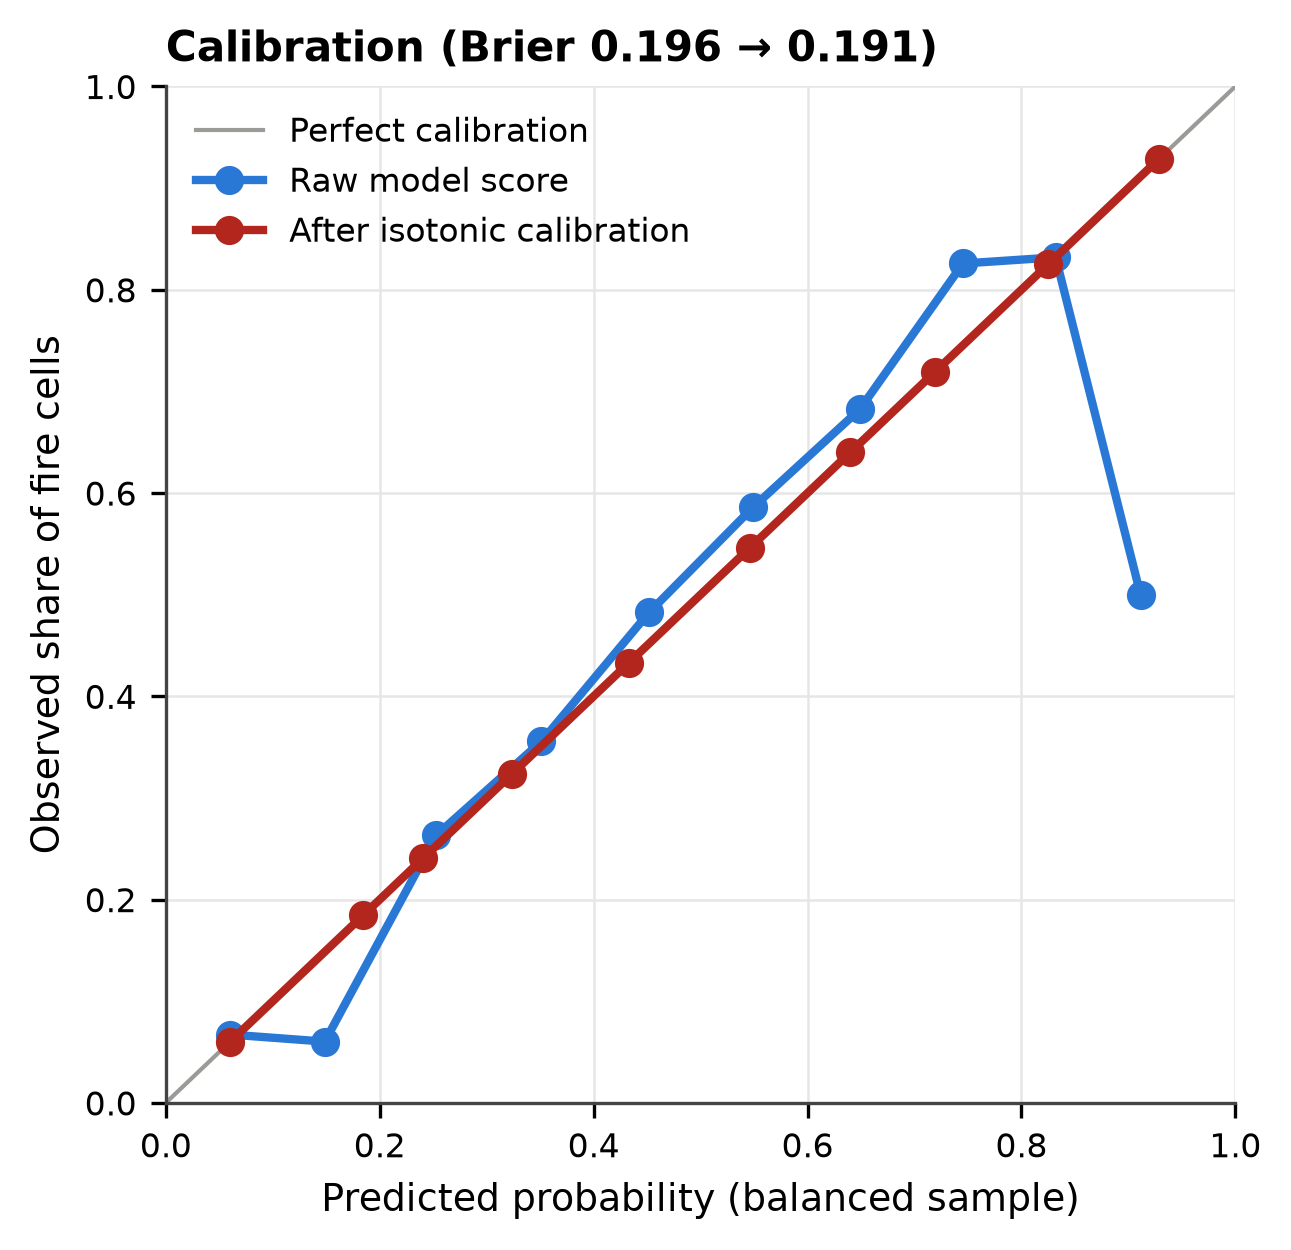 Calibration (Brier 0.196 → 0.191)
Perfect calibration
Raw model score
After isotonic calibration
Observed share of fire cells
1.0
0.8
0.6
0.4
0.2
0.0
0.0 0.2 0.4 0.6 0.8 1.0
Predicted probability (balanced sample)